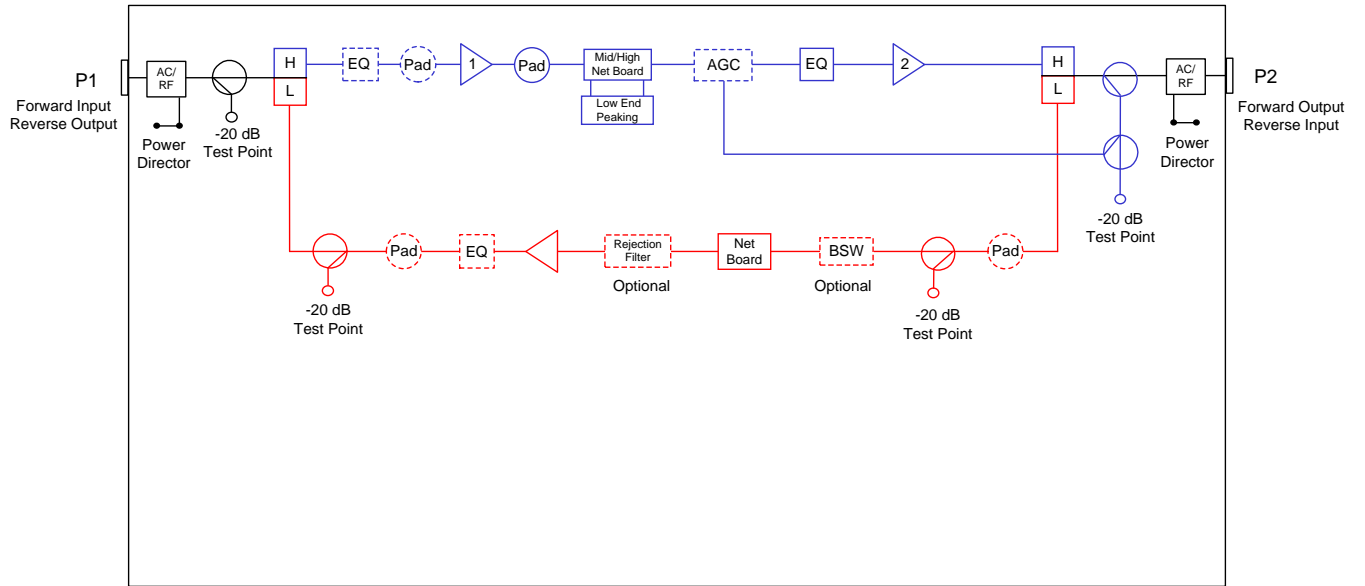 P1
Forward Input
Reverse Output
AC/
RF
Power
Director
-20 dB
Test Point
H
L
EQ
Pad
1
Pad
Mid/High
Net Board
Low End
Peaking
AGC
EQ
2
H
L
AC/
RF
Power
Director
P2
Forward Output
Reverse Input
-20 dB
Test Point
-20 dB
Test Point
Pad
EQ
Rejection
Filter
Optional
Net
Board
BSW
Optional
-20 dB
Test Point
Pad